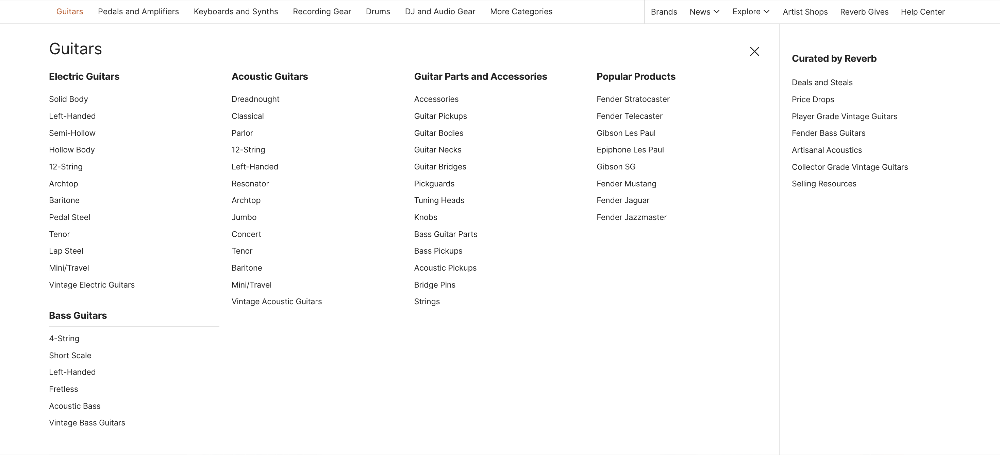 Guitars
Pedals and Amplifiers
Keyboards and Synths
Recording Gear
Drums
DJ and Audio Gear
More Categories
Brands
News
Explore
Artist Shops
Reverb Gives
Help Center
Guitars
Electric Guitars
Solid Body
Left-Handed
Semi-Hollow
Hollow Body
12-String
Archtop
Baritone
Pedal Steel
Tenor
Lap Steel
Mini/Travel
Vintage Electric Guitars
Bass Guitars
4-String
Short Scale
Left-Handed
Fretless
Acoustic Bass
Vintage Bass Guitars
Acoustic Guitars
Dreadnought
Classical
Parlor
12-String
Left-Handed
Resonator
Archtop
Jumbo
Concert
Tenor
Baritone
Mini/Travel
Vintage Acoustic Guitars
Guitar Parts and Accessories
Accessories
Guitar Pickups
Guitar Bodies
Guitar Necks
Guitar Bridges
Pickguards
Tuning Heads
Knobs
Bass Guitar Parts
Bass Pickups
Acoustic Pickups
Bridge Pins
Strings
Popular Products
Fender Stratocaster
Fender Telecaster
Gibson Les Paul
Epiphone Les Paul
Gibson SG
Fender Mustang
Fender Jaguar
Fender Jazzmaster
Curated by Reverb
Deals and Steals
Price Drops
Player Grade Vintage Guitars
Fender Bass Guitars
Artisanal Acoustics
Collector Grade Vintage Guitars
Selling Resources